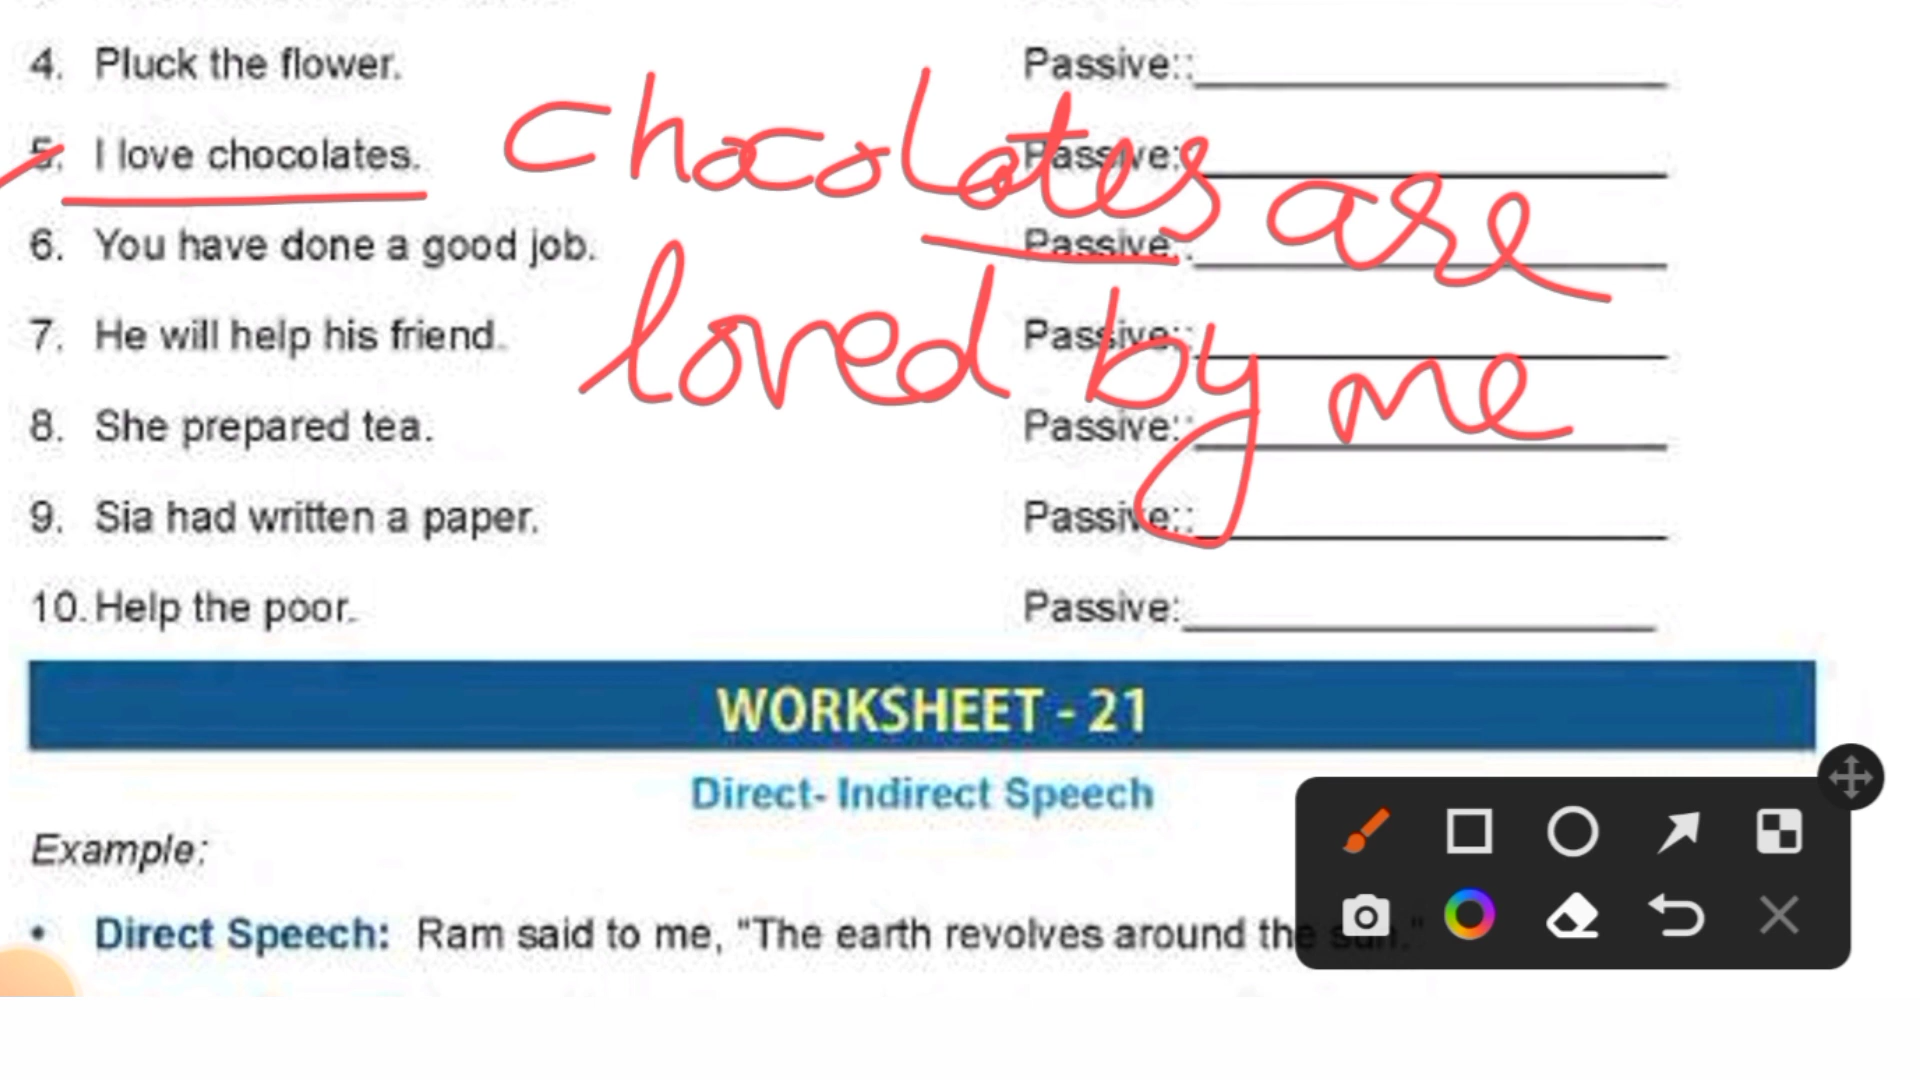 4. Pluck the flower. Passive::
5. I love chocolates. Passive:
chocolates are
6. You have done a good job. Passive:
loved by me
7. He will help his friend. Passive::
8. She prepared tea. Passive::
9. Sia had written a paper. Passive::
10. Help the poor. Passive:
WORKSHEET - 21
Direct- Indirect Speech
Example:
• Direct Speech: Ram said to me, "The earth revolves around the sun."